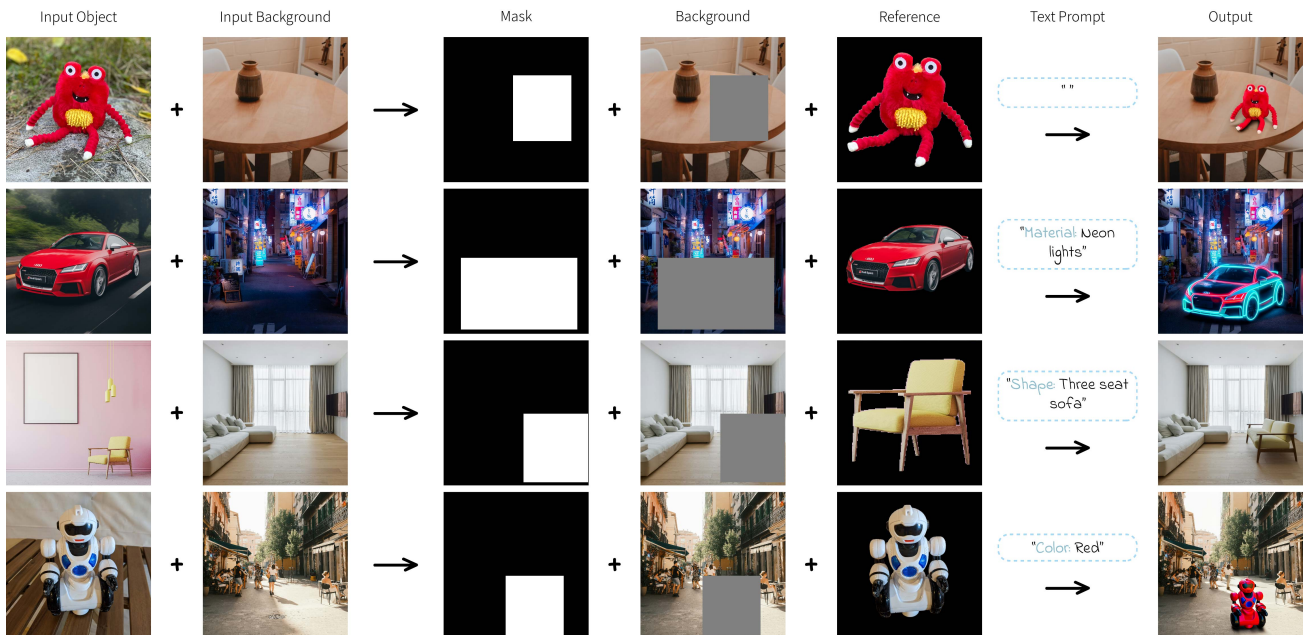 Input Object
Input Background
Mask
Background
Reference
Text Prompt
Output
" "
"Material: Neon
lights"
"Shape: Three seat
sofa"
"Color: Red"